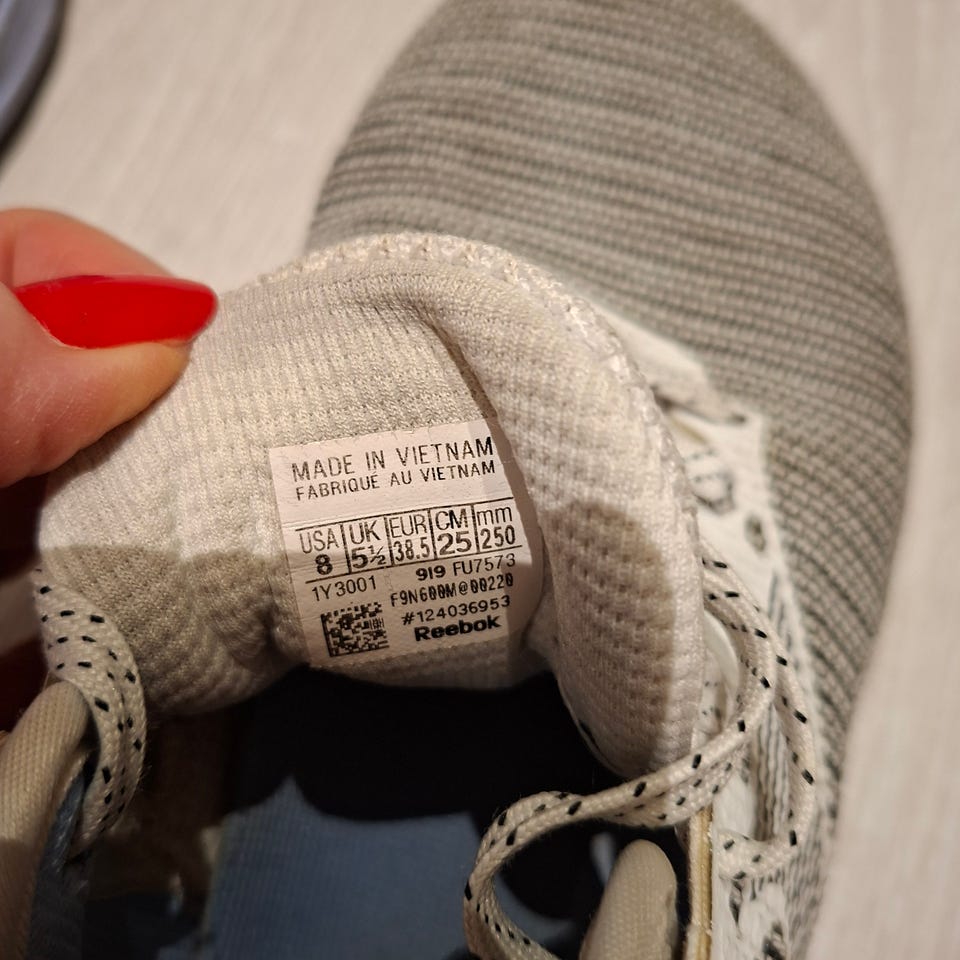 MADE IN VIETNAM
FABRIQUÉ AU VIETNAM
USA UK EUR CM mm
8 5½ 38.5 25 250
1Y3001 919 FU7573
F9N600M@00220
#124036953
Reebok